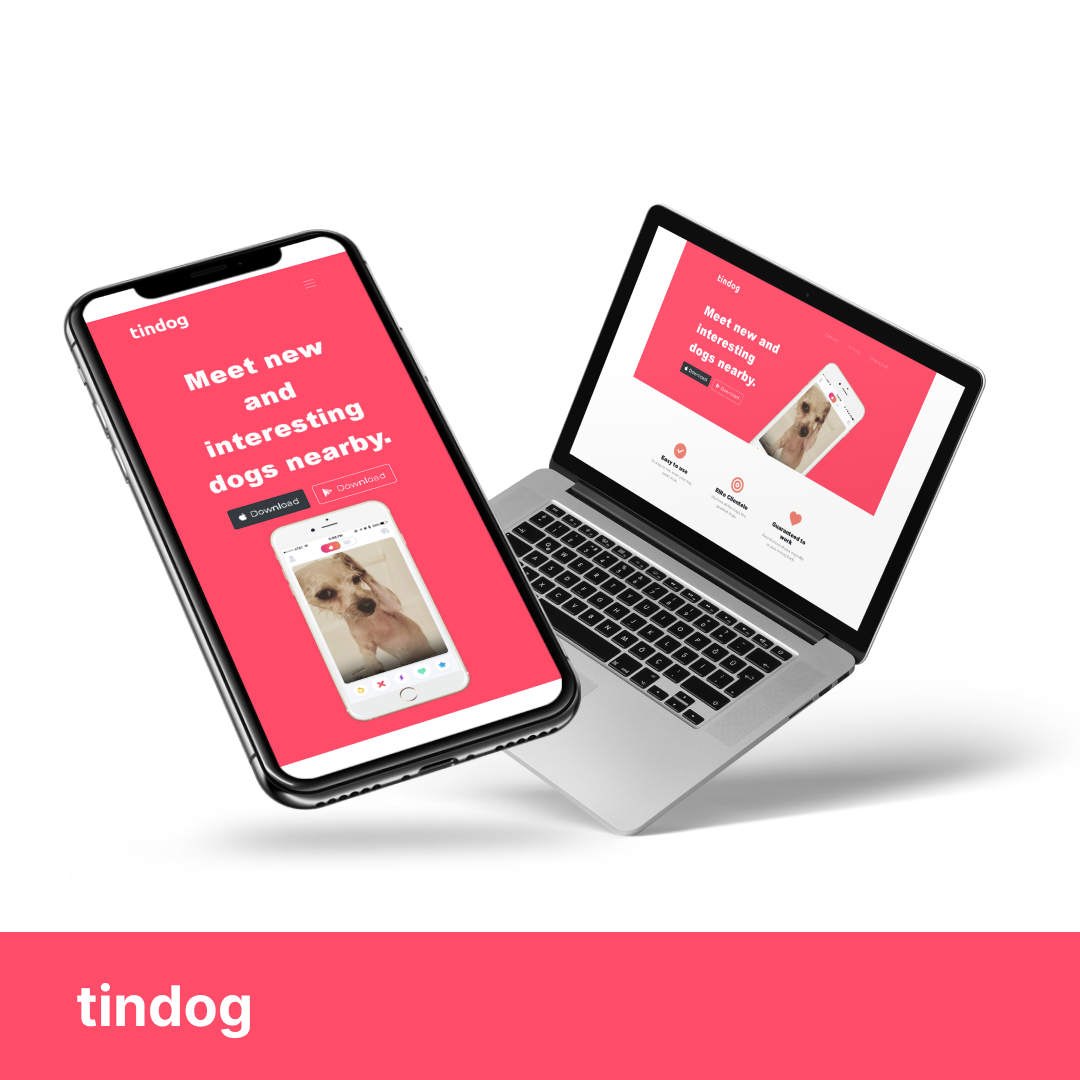 tindog
Meet new
and
interesting
dogs nearby.
Download
Download
tindog
Meet new and
interesting
dogs nearby.
Download
Download
Easy to use
Elite Clientele
Guaranteed to
work
tindog